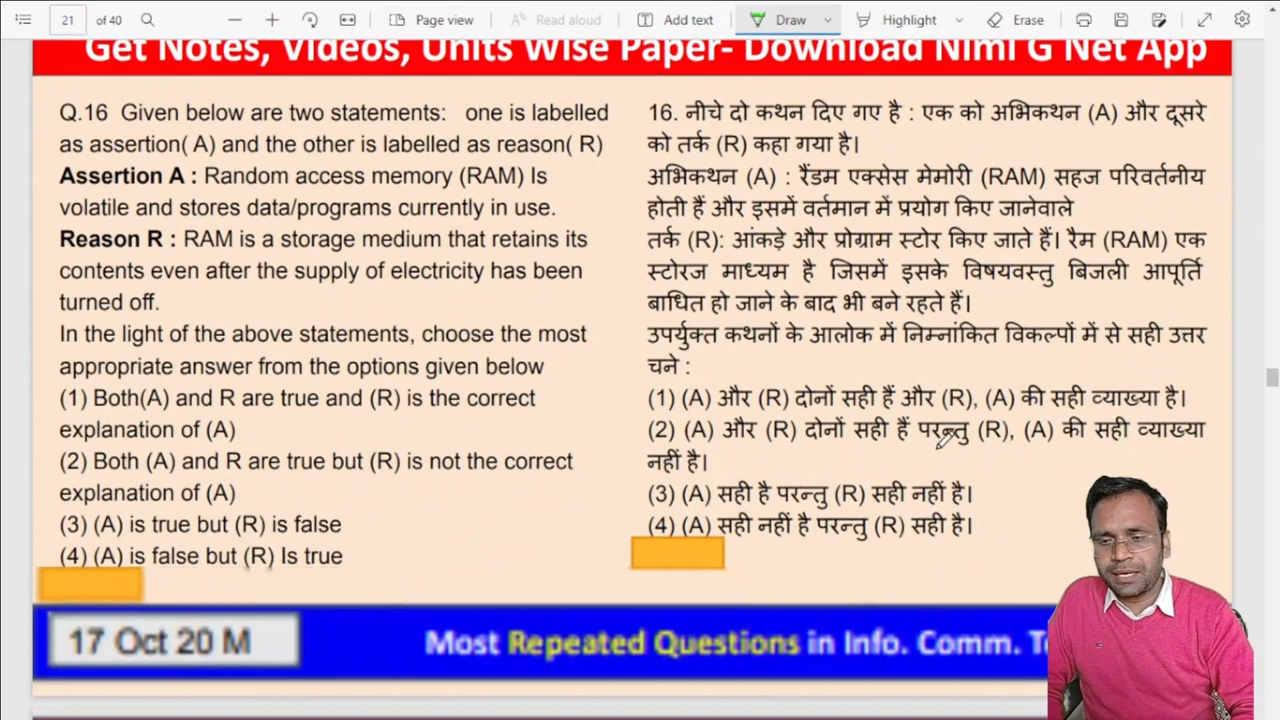 21 of 40 Page view Read aloud Add text Draw Highlight Erase
Get Notes, Videos, Units Wise Paper- Download Nimi G Net App
Q.16 Given below are two statements: one is labelled
as assertion( A) and the other is labelled as reason( R)
Assertion A : Random access memory (RAM) Is
volatile and stores data/programs currently in use.
Reason R : RAM is a storage medium that retains its
contents even after the supply of electricity has been
turned off.
In the light of the above statements, choose the most
appropriate answer from the options given below
(1) Both(A) and R are true and (R) is the correct
explanation of (A)
(2) Both (A) and R are true but (R) is not the correct
explanation of (A)
(3) (A) is true but (R) is false
(4) (A) is false but (R) Is true
16. नीचे दो कथन दिए गए है : एक को अभिकथन (A) और दूसरे
को तर्क (R) कहा गया है।
अभिकथन (A) : रैंडम एक्सेस मेमोरी (RAM) सहज परिवर्तनीय
होती हैं और इसमें वर्तमान में प्रयोग किए जानेवाले
तर्क (R): आंकड़े और प्रोग्राम स्टोर किए जाते हैं। रैम (RAM) एक
स्टोरज माध्यम है जिसमें इसके विषयवस्तु बिजली आपूर्ति
बाधित हो जाने के बाद भी बने रहते हैं।
उपर्युक्त कथनों के आलोक में निम्नांकित विकल्पों में से सही उत्तर
चने :
(1) (A) और (R) दोनों सही हैं और (R), (A) की सही व्याख्या है।
(2) (A) और (R) दोनों सही हैं परन्तु (R), (A) की सही व्याख्या
नहीं है।
(3) (A) सही है परन्तु (R) सही नहीं है।
(4) (A) सही नहीं है परन्तु (R) सही है।
17 Oct 20 M
Most Repeated Questions in Info. Comm.